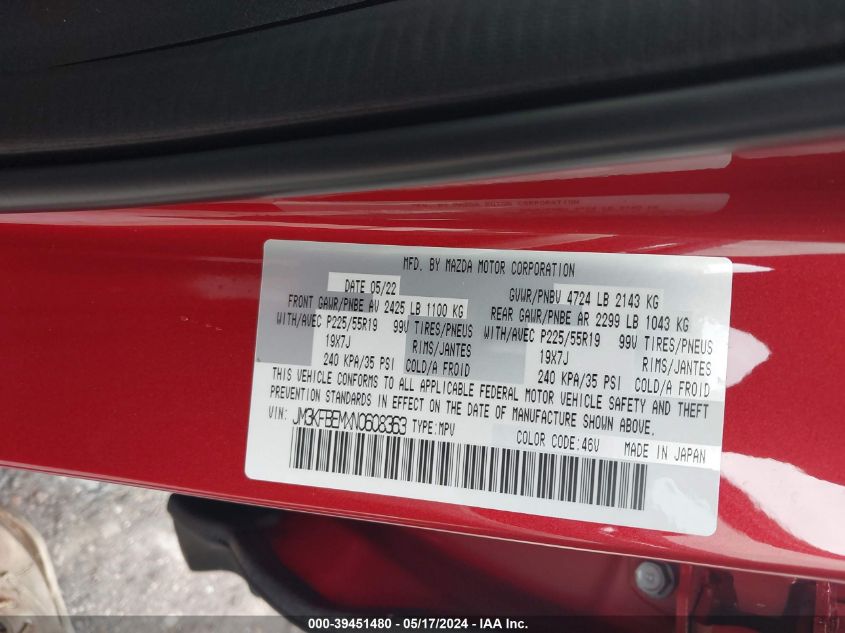 MFD. BY MAZDA MOTOR CORPORATION
DATE 05/22 GVWR/PNBV 4724 LB 2143 KG
FRONT GAWR/PNBE AV 2425 LB 1100 KG REAR GAWR/PNBE AR 2299 LB 1043 KG
WITH/AVEC P225/55R19 99V TIRES/PNEUS WITH/AVEC P225/55R19 99V TIRES/PNEUS
19X7J RIMS/JANTES 19X7J RIMS/JANTES
240 KPA/35 PSI COLD/A FROID 240 KPA/35 PSI COLD/A FROID
THIS VEHICLE CONFORMS TO ALL APPLICABLE FEDERAL MOTOR VEHICLE SAFETY AND THEFT
PREVENTION STANDARDS IN EFFECT ON THE DATE OF MANUFACTURE SHOWN ABOVE.
VIN: JM3KFBEMXN0608363 TYPE:MPV COLOR CODE:46V MADE IN JAPAN
000-39451480 - 05/17/2024 - IAA Inc.